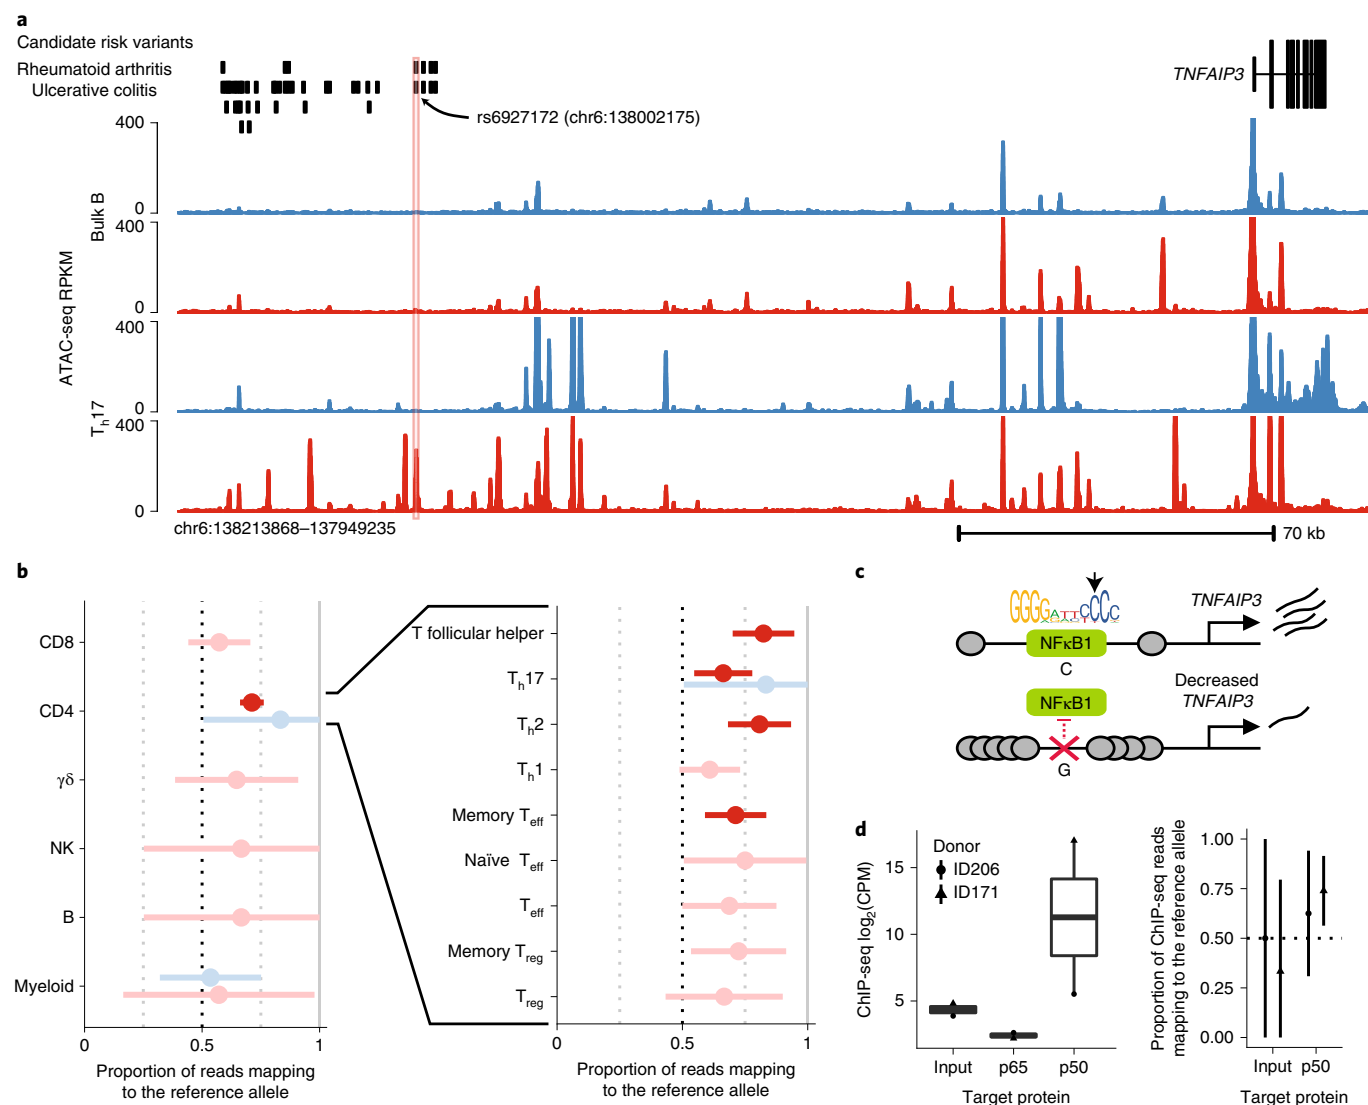 a
Candidate risk variants
Rheumatoid arthritis
Ulcerative colitis
rs6927172 (chr6:138002175)
TNFAIP3
ATAC-seq RPKM
Bulk B
400
0
400
0
Th17
400
0
400
0
chr6:138213868–137949235
70 kb
b
CD8
CD4
γδ
NK
B
Myeloid
0
0.5
1
Proportion of reads mapping
to the reference allele
T follicular helper
Th17
Th2
Th1
Memory Teff
Naïve Teff
Teff
Memory Treg
Treg
0
0.5
1
Proportion of reads mapping
to the reference allele
c
GGGGATTCCCCC
TNFAIP3
NFκB1
C
Decreased
TNFAIP3
NFκB1
G
d
ChIP-seq log2(CPM)
15
10
5
Donor
ID206
ID171
Input
p65
p50
Target protein
Proportion of ChIP-seq reads
mapping to the reference allele
1.00
0.75
0.50
0.25
0.00
Input
p50
Target protein